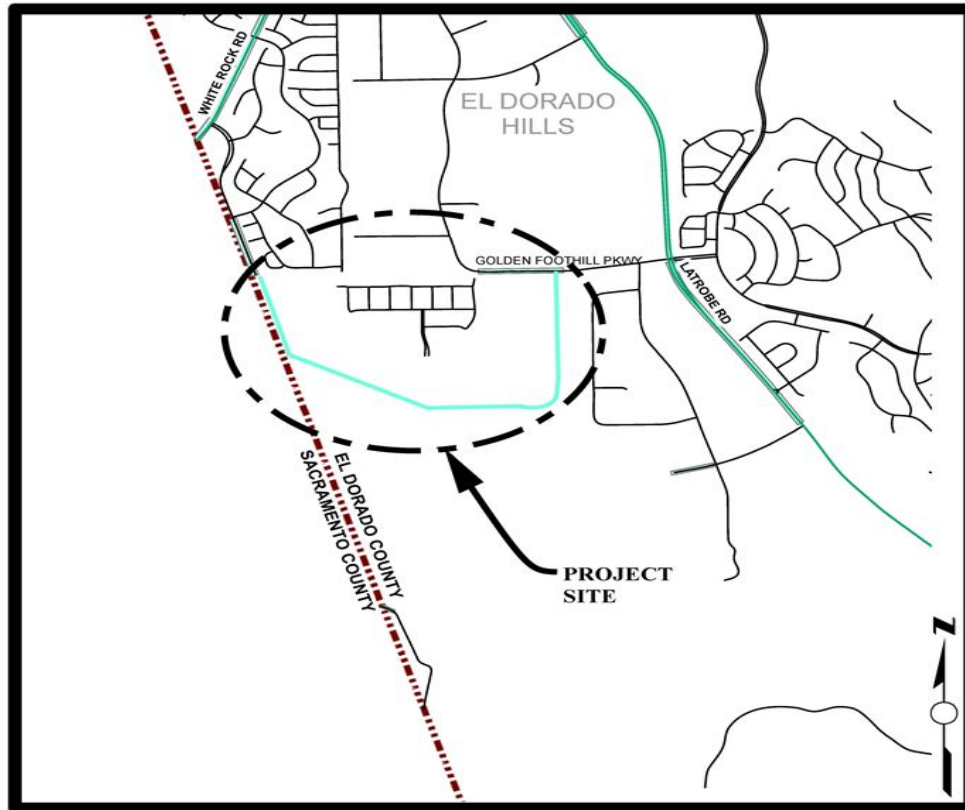 WHITE ROCK RD
EL DORADO
HILLS
GOLDEN FOOTHILL PKWY
LATROBE RD
EL DORADO COUNTY
SACRAMENTO COUNTY
PROJECT
SITE
N